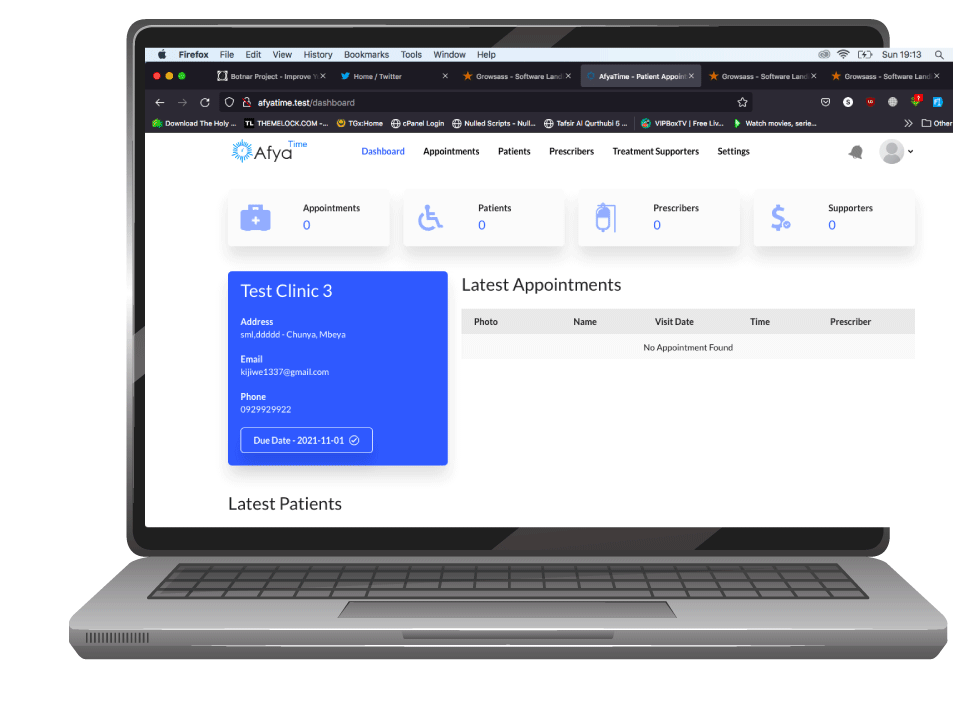 Firefox File Edit View History Bookmarks Tools Window Help Sun 19:13
Botnar Project - Improve Home / Twitter Growsass - Software Land AfyaTime - Patient Appoint Growsass - Software Land Growsass - Software Land
afyatime.test/dashboard
Download The Holy ... TL THEMELOCK.COM -... TGx:Home cPanel Login Nulled Scripts - Null... Tafsir Al Qurthubi 5 ... VIPBoxTV | Free Liv... Watch movies, serie... Other
Afya Time Dashboard Appointments Patients Prescribers Treatment Supporters Settings
Appointments Patients Prescribers Supporters
0 0 0 0
Test Clinic 3
Address
sml,ddddd - Chunya, Mbeya
Email
kijiwe1337@gmail.com
Phone
0929929922
Due Date - 2021-11-01
Latest Appointments
Photo Name Visit Date Time Prescriber
No Appointment Found
Latest Patients